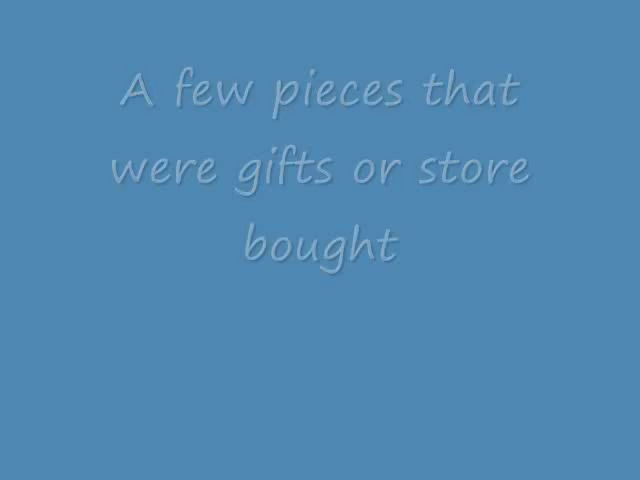 A few pieces that
were gifts or store
bought